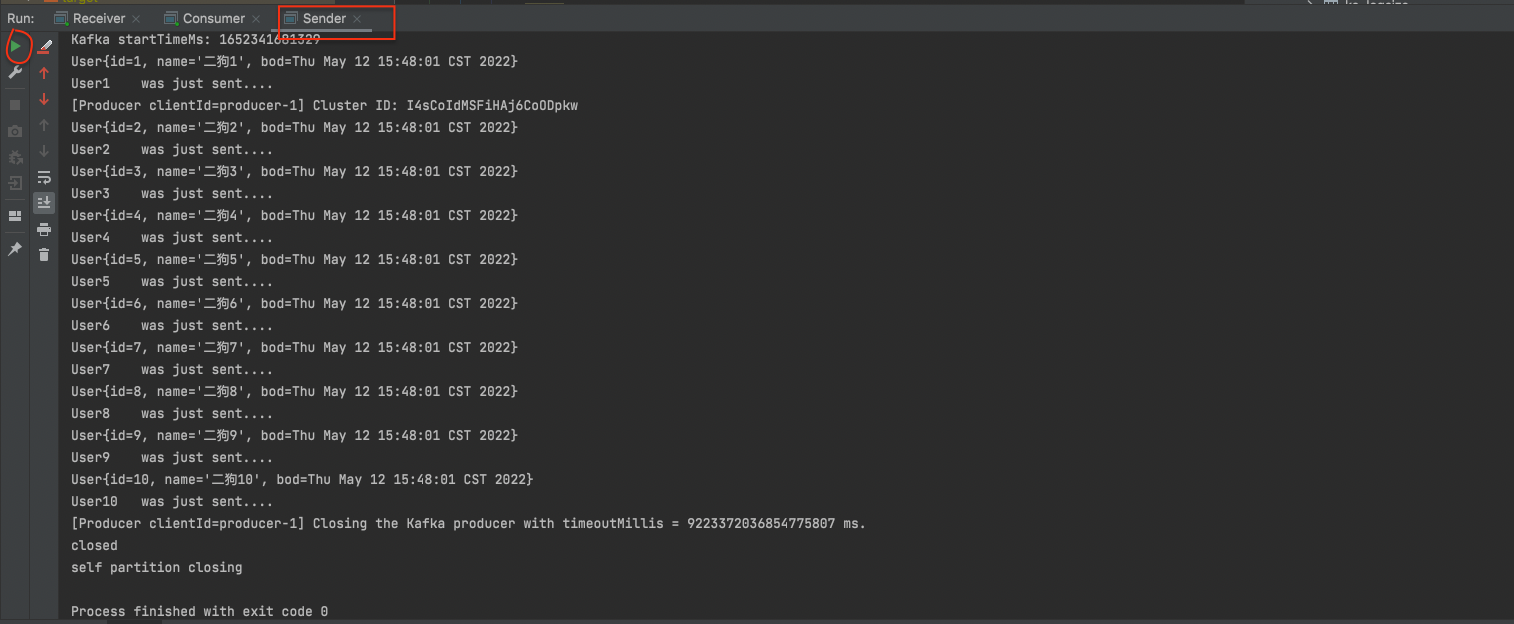 target
ke_logsize
Run: Receiver × Consumer × Sender ×
Kafka startTimeMs: 1652341681329
User{id=1, name='二狗1', bod=Thu May 12 15:48:01 CST 2022}
User1 was just sent....
[Producer clientId=producer-1] Cluster ID: I4sCoIdMSFiHAj6CoODpkw
User{id=2, name='二狗2', bod=Thu May 12 15:48:01 CST 2022}
User2 was just sent....
User{id=3, name='二狗3', bod=Thu May 12 15:48:01 CST 2022}
User3 was just sent....
User{id=4, name='二狗4', bod=Thu May 12 15:48:01 CST 2022}
User4 was just sent....
User{id=5, name='二狗5', bod=Thu May 12 15:48:01 CST 2022}
User5 was just sent....
User{id=6, name='二狗6', bod=Thu May 12 15:48:01 CST 2022}
User6 was just sent....
User{id=7, name='二狗7', bod=Thu May 12 15:48:01 CST 2022}
User7 was just sent....
User{id=8, name='二狗8', bod=Thu May 12 15:48:01 CST 2022}
User8 was just sent....
User{id=9, name='二狗9', bod=Thu May 12 15:48:01 CST 2022}
User9 was just sent....
User{id=10, name='二狗10', bod=Thu May 12 15:48:01 CST 2022}
User10 was just sent....
[Producer clientId=producer-1] Closing the Kafka producer with timeoutMillis = 9223372036854775807 ms.
closed
self partition closing
Process finished with exit code 0